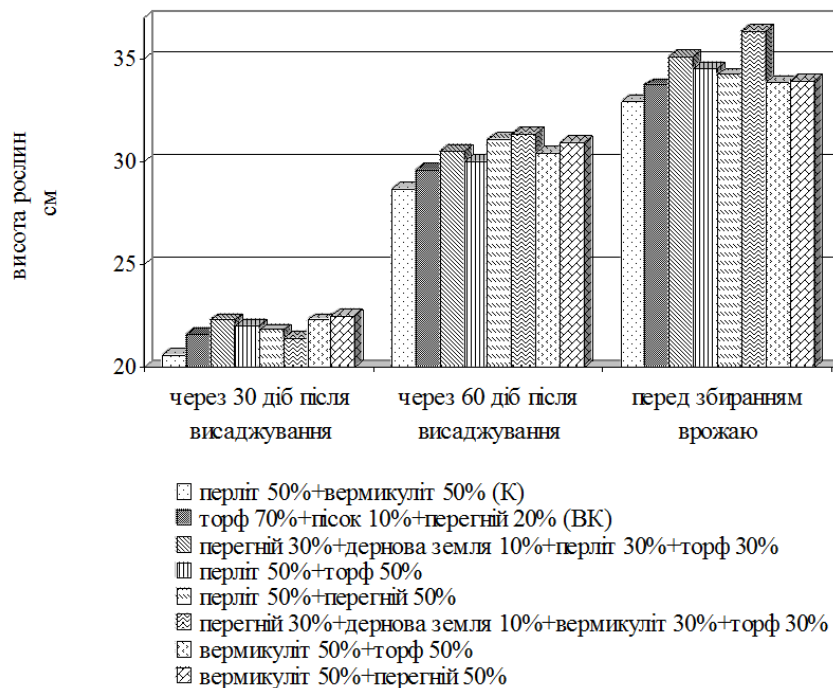 висота рослин
см
35
30
25
20
через 30 діб після
висаджування
через 60 діб після
висаджування
перед збиранням
врожаю
перліт 50%+вермикуліт 50% (К)
торф 70%+пісок 10%+перегній 20% (ВК)
перегній 30%+дернова земля 10%+перліт 30%+торф 30%
перліт 50%+торф 50%
перліт 50%+перегній 50%
перегній 30%+дернова земля 10%+вермикуліт 30%+торф 30%
вермикуліт 50%+торф 50%
вермикуліт 50%+перегній 50%